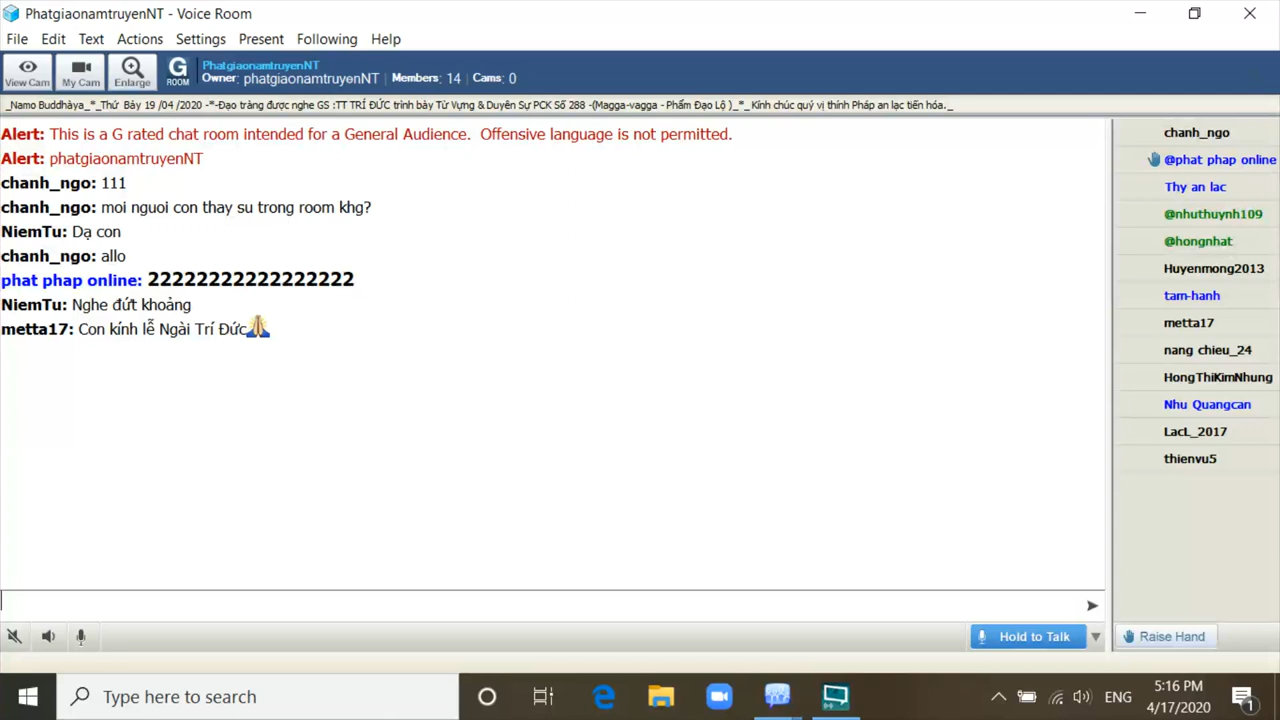 PhatgiaonamtruyenNT - Voice Room
File Edit Text Actions Settings Present Following Help
View Cam My Cam Enlarge G ROOM PhatgiaonamtruyenNT
Owner: phatgiaonamtruyenNT Members: 14 Cams: 0
_Namo Buddhàya_*_Thứ Bảy 19 /04 /2020 -*-Đạo tràng được nghe GS :TT TRÍ ĐỨC trình bày Từ Vựng & Duyên Sự PCK Số 288 -(Magga-vagga - Phẩm Đạo Lộ )_*_ Kính chúc quý vị thính Pháp an lạc tiến hóa._
Alert: This is a G rated chat room intended for a General Audience. Offensive language is not permitted.
Alert: phatgiaonamtruyenNT
chanh_ngo: 111
chanh_ngo: moi nguoi con thay su trong room khg?
NiemTu: Dạ con
chanh_ngo: allo
phat phap online: 22222222222222222
NiemTu: Nghe đứt khoảng
metta17: Con kính lễ Ngài Trí Đức
chanh_ngo
@phat phap online
Thy an lac
@nhuthuynh109
@hongnhat
Huyenmong2013
tam-hanh
metta17
nang chieu_24
HongThiKimNhung
Nhu Quangcan
LacL_2017
thienvu5
Hold to Talk Raise Hand
Type here to search
ENG 5:16 PM
4/17/2020 1